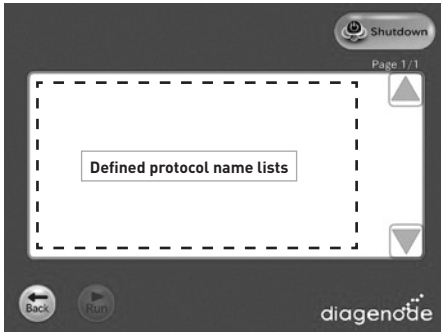 Shutdown
Page 1/1
Defined protocol name lists
Back
Run
diagenode